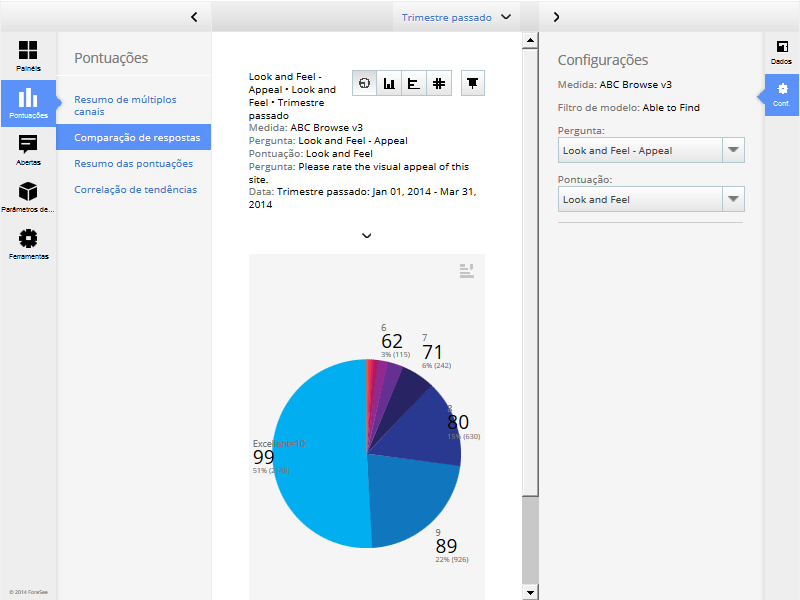 Trimestre passado
Painéis
Pontuações
Abertas
Parâmetros de...
Ferramentas
© 2014 ForeSee
Pontuações
Resumo de múltiplos
canais
Comparação de respostas
Resumo das pontuações
Correlação de tendências
Look and Feel -
Appeal • Look and
Feel • Trimestre
passado
Medida: ABC Browse v3
Pergunta: Look and Feel - Appeal
Pontuação: Look and Feel
Pergunta: Please rate the visual appeal of this
site.
Data: Trimestre passado: Jan 01, 2014 - Mar 31,
2014
6
62
3% (115)
7
71
6% (242)
8
80
15% (630)
Excellent=10
99
51%
9
89
22% (926)
Configurações
Medida: ABC Browse v3
Filtro de modelo: Able to Find
Pergunta:
Look and Feel - Appeal
Pontuação:
Look and Feel
Dados
Conf.